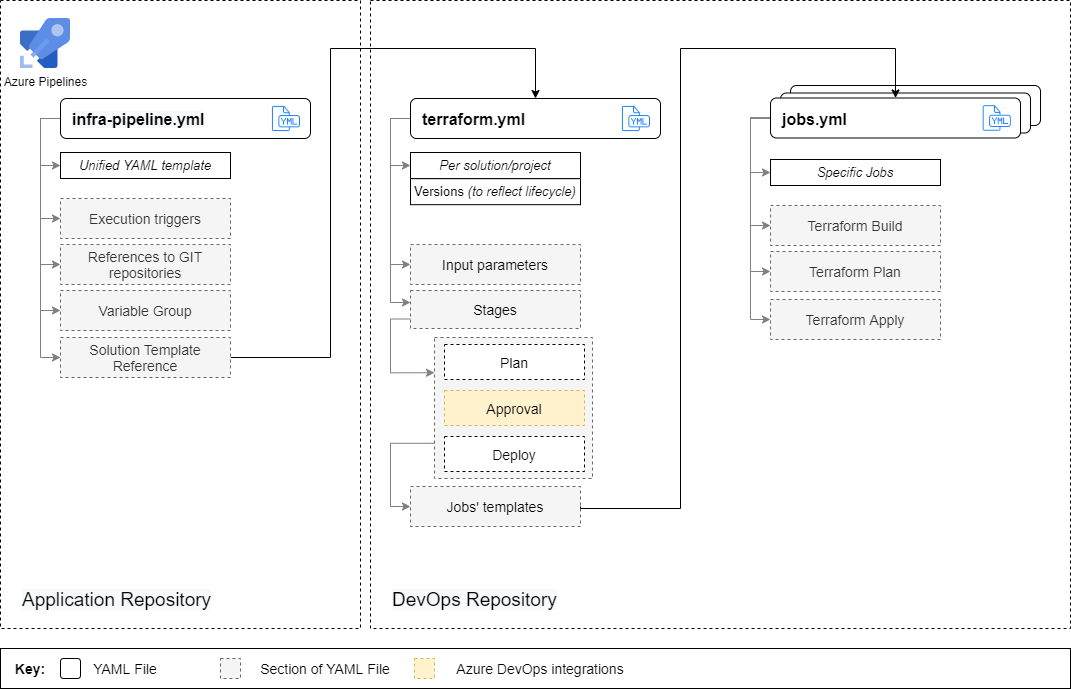 Azure Pipelines
infra-pipeline.yml
YML
Unified YAML template
Execution triggers
References to GIT
repositories
Variable Group
Solution Template
Reference
Application Repository
terraform.yml
YML
Per solution/project
Versions (to reflect lifecycle)
Input parameters
Stages
Plan
Approval
Deploy
Jobs' templates
DevOps Repository
jobs.yml
YML
Specific Jobs
Terraform Build
Terraform Plan
Terraform Apply
Key: YAML File Section of YAML File Azure DevOps integrations